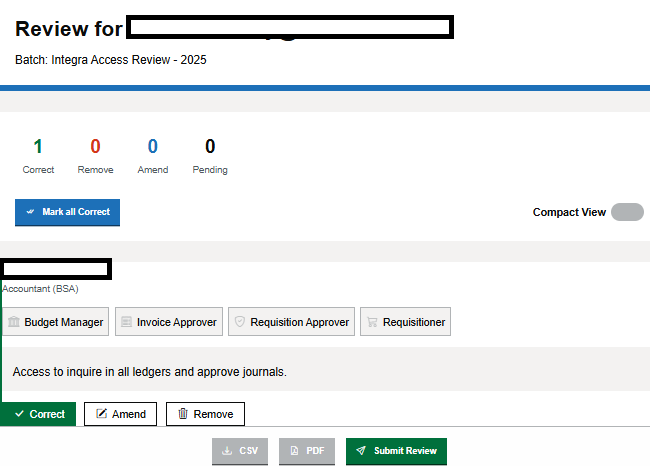 Review for
Batch: Integra Access Review - 2025
1 0 0 0
Correct Remove Amend Pending
Mark all Correct Compact View
Accountant (BSA)
Budget Manager Invoice Approver Requisition Approver Requisitioner
Access to inquire in all ledgers and approve journals.
Correct Amend Remove
CSV PDF Submit Review